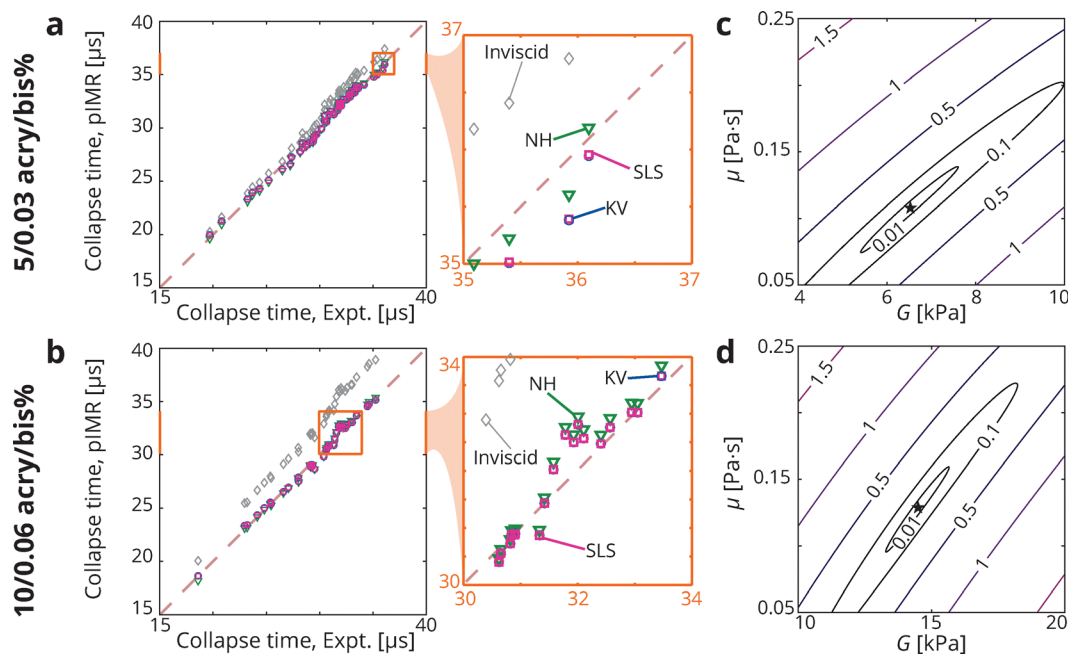 a
5/0.03 acry/bis%
Collapse time, pIMR [µs]
40
35
30
25
20
15
15
40
Collapse time, Expt. [µs]
37
35
35
36
37
Inviscid
NH
SLS
KV
c
µ [Pa·s]
0.25
0.15
0.05
4
6
8
10
G [kPa]
1.5
1
0.5
0.1
0.01
0.5
1
b
10/0.06 acry/bis%
Collapse time, pIMR [µs]
40
35
30
25
20
15
15
40
Collapse time, Expt. [µs]
34
30
30
32
34
NH
KV
Inviscid
SLS
d
µ [Pa·s]
0.25
0.15
0.05
10
15
20
G [kPa]
1.5
1
0.5
0.1
0.01
0.5
1